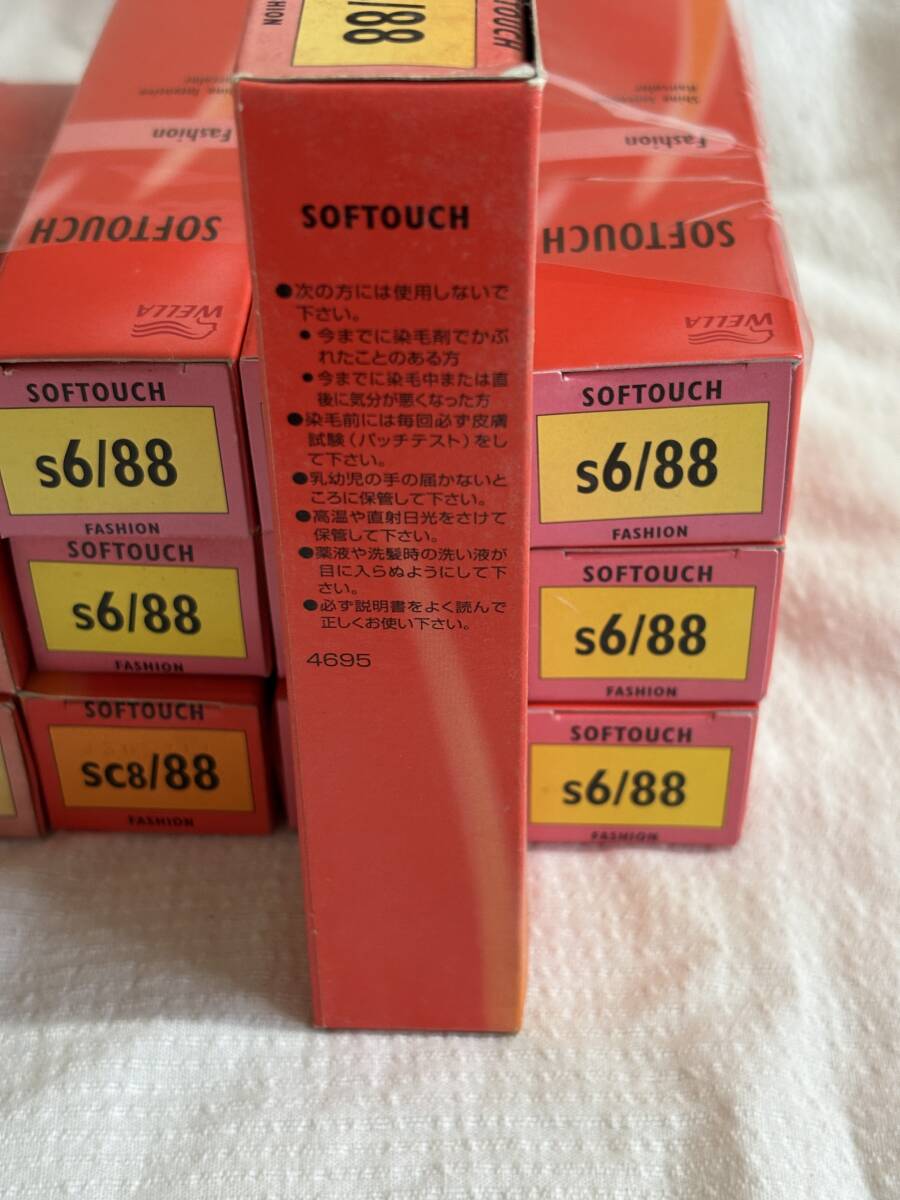 FASHION
/88
SOFTOUCH
Shine Intensive
Haircolor
Fashion
SOFTOUCH
WELLA
Fashion
SOFTOUCH
WELLA
SOFTOUCH
●次の方には使用しないで
下さい。
●今までに染毛剤でかぶ
れたことのある方
●今までに染毛中または直
後に気分が悪くなった方
●染毛前には毎回必ず皮膚
試験(パッチテスト)をし
て下さい。
●乳幼児の手の届かないと
ころに保管して下さい。
●高温や直射日光をさけて
保管して下さい。
●薬液や洗髪時の洗い液が
目に入らぬようにして下
さい。
●必ず説明書をよく読んで
正しくお使い下さい。
4695
SOFTOUCH
s6/88
FASHION
SOFTOUCH
s6/88
FASHION
SOFTOUCH
sc8/88
FASHION
SOFTOUCH
s6/88
FASHION
SOFTOUCH
s6/88
FASHION
SOFTOUCH
s6/88
FASHION